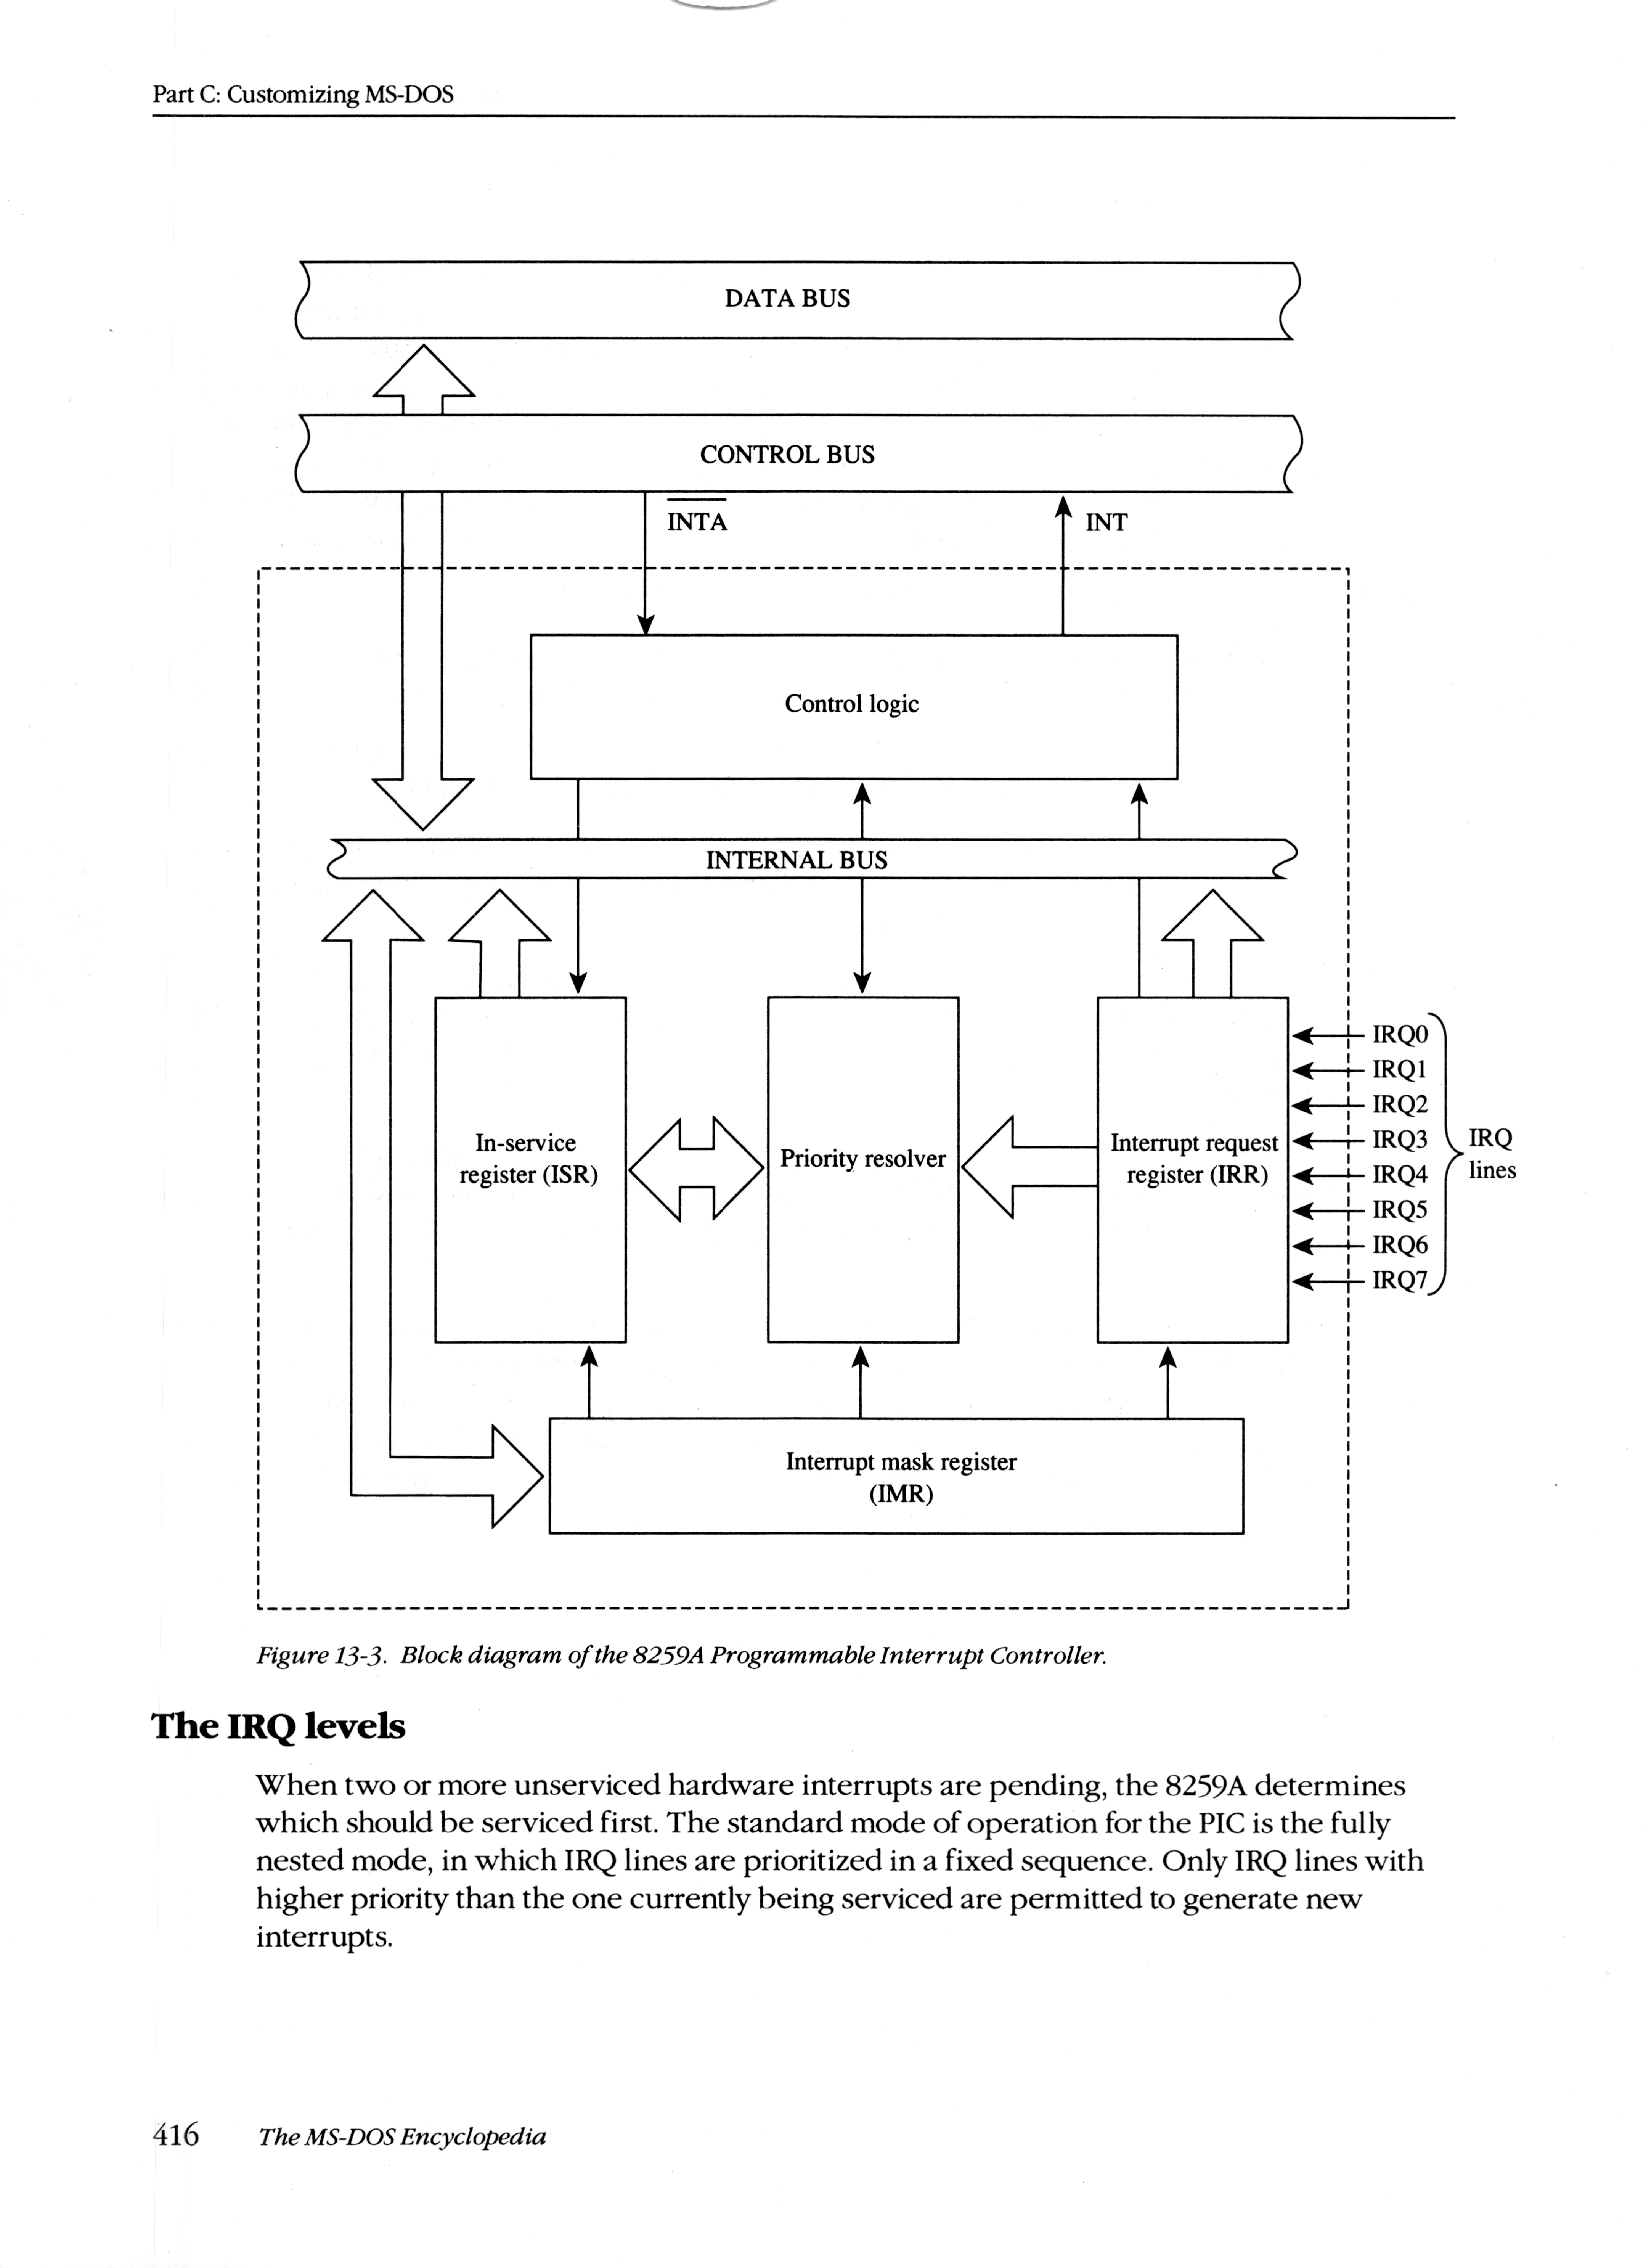 Part C: Customizing MS-DOS
DATA BUS
CONTROL BUS
INTA
INT
Control logic
INTERNAL BUS
In-service
register (ISR)
Priority resolver
Interrupt request
register (IRR)
IRQ0
IRQ1
IRQ2
IRQ3
IRQ4
IRQ5
IRQ6
IRQ7
IRQ
lines
Interrupt mask register
(IMR)
Figure 13-3. Block diagram of the 8259A Programmable Interrupt Controller.
The IRQ levels
When two or more unserviced hardware interrupts are pending, the 8259A determines
which should be serviced first. The standard mode of operation for the PIC is the fully
nested mode, in which IRQ lines are prioritized in a fixed sequence. Only IRQ lines with
higher priority than the one currently being serviced are permitted to generate new
interrupts.
416 The MS-DOS Encyclopedia